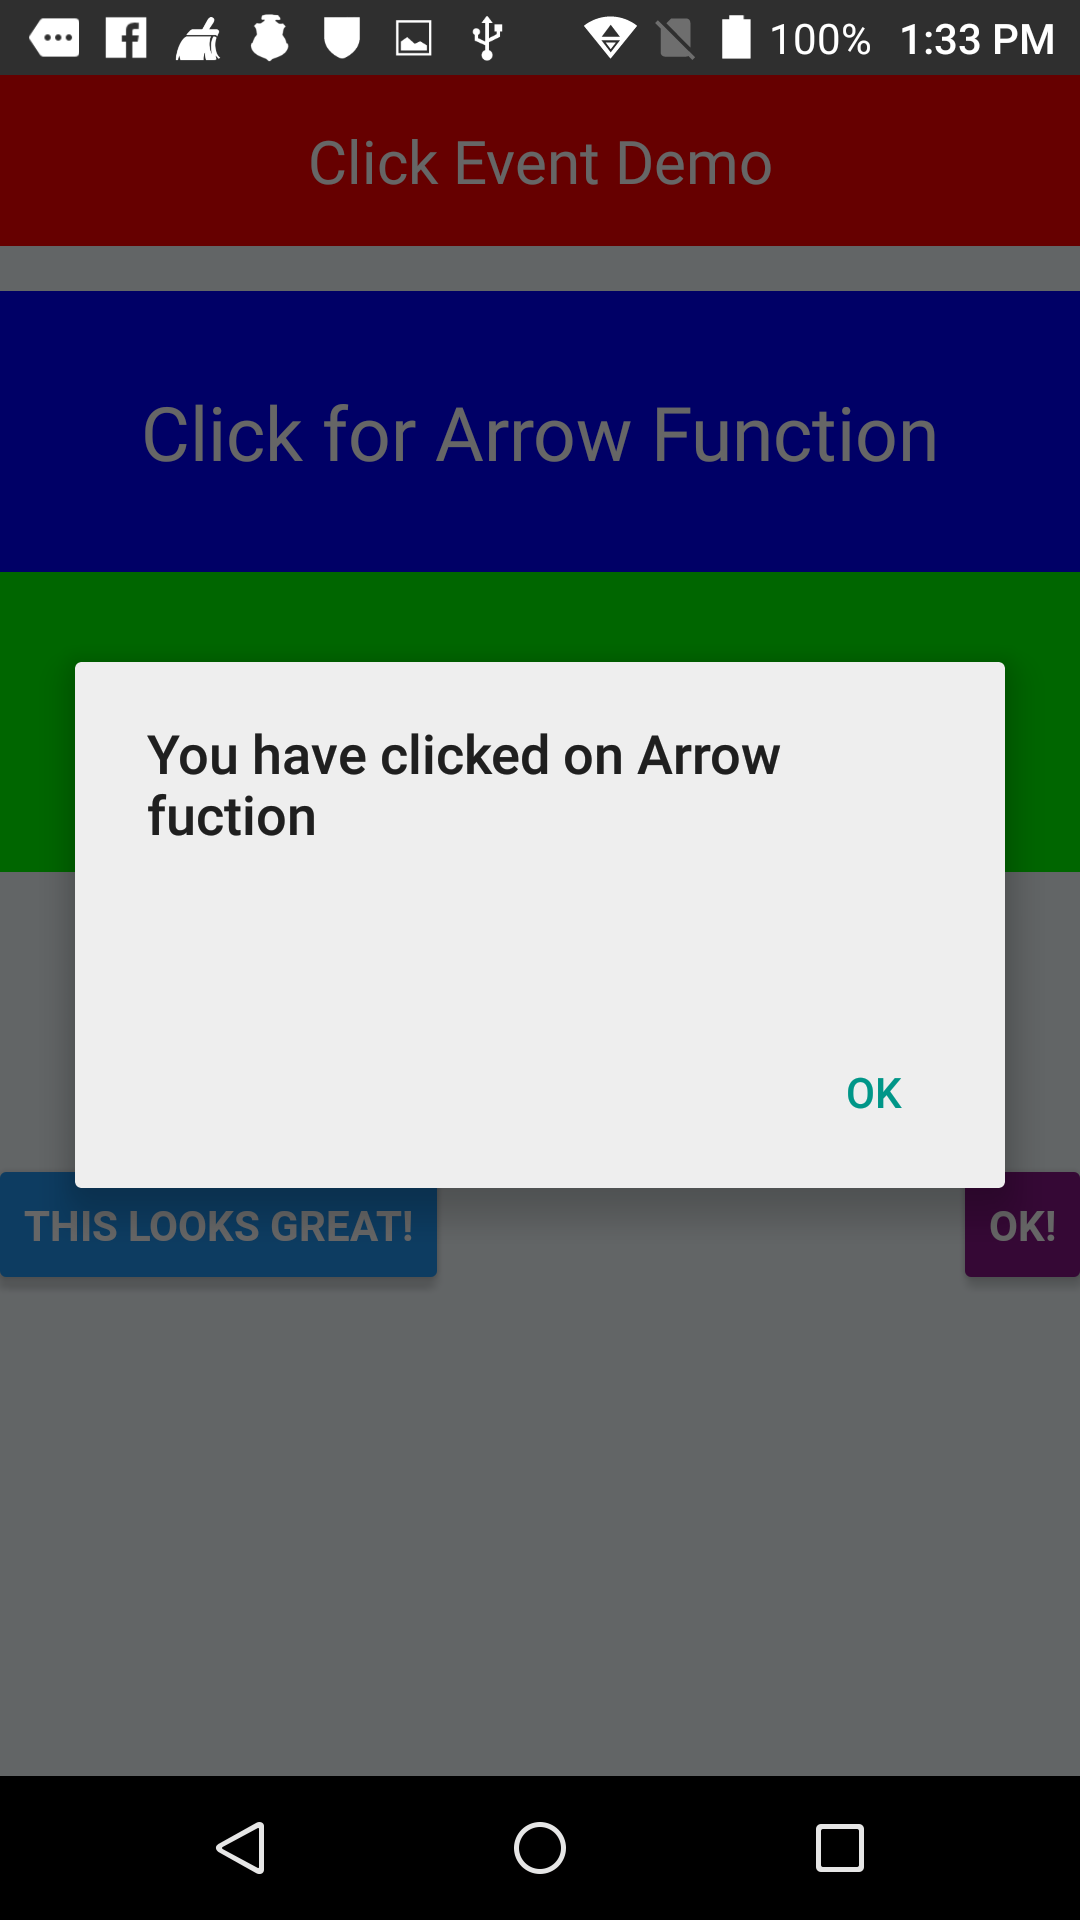 100% 1:33 PM
Click Event Demo
Click for Arrow Function
You have clicked on Arrow
fuction
OK
THIS LOOKS GREAT!
OK!